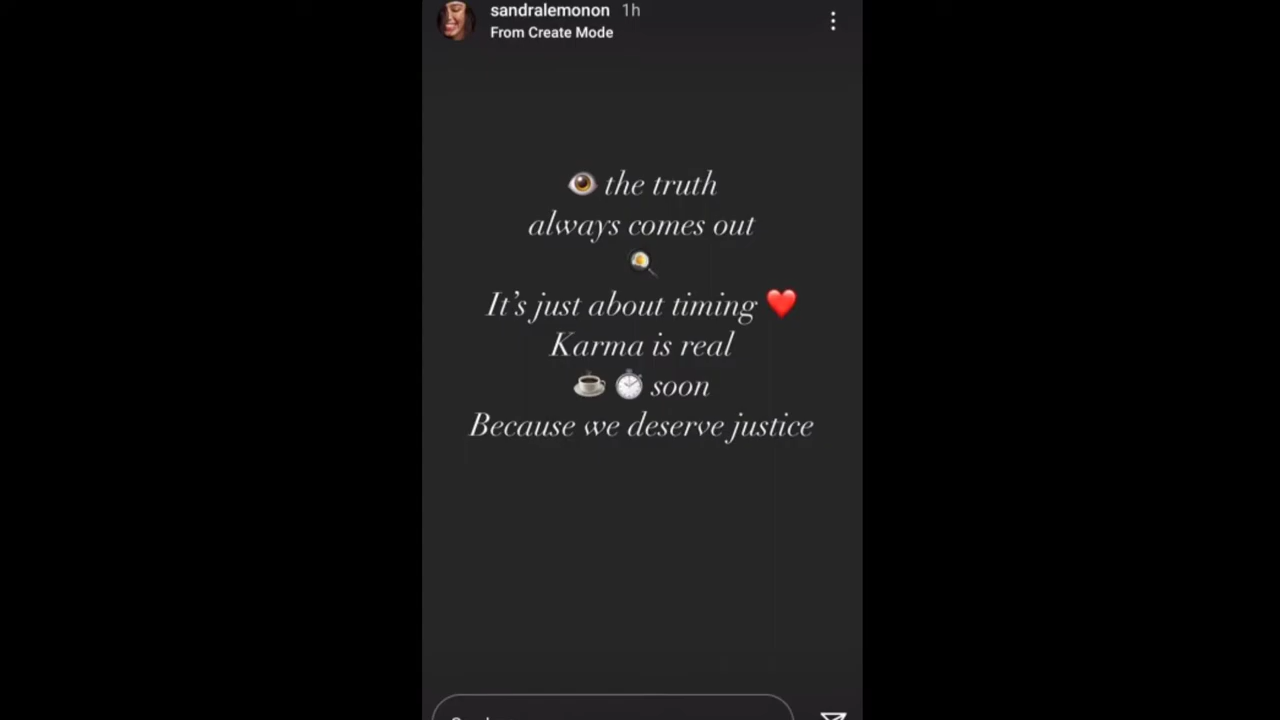 sandralemonon 1h
From Create Mode
👁️ the truth
always comes out
🍳
It's just about timing ❤️
Karma is real
☕ ⏱️ soon
Because we deserve justice